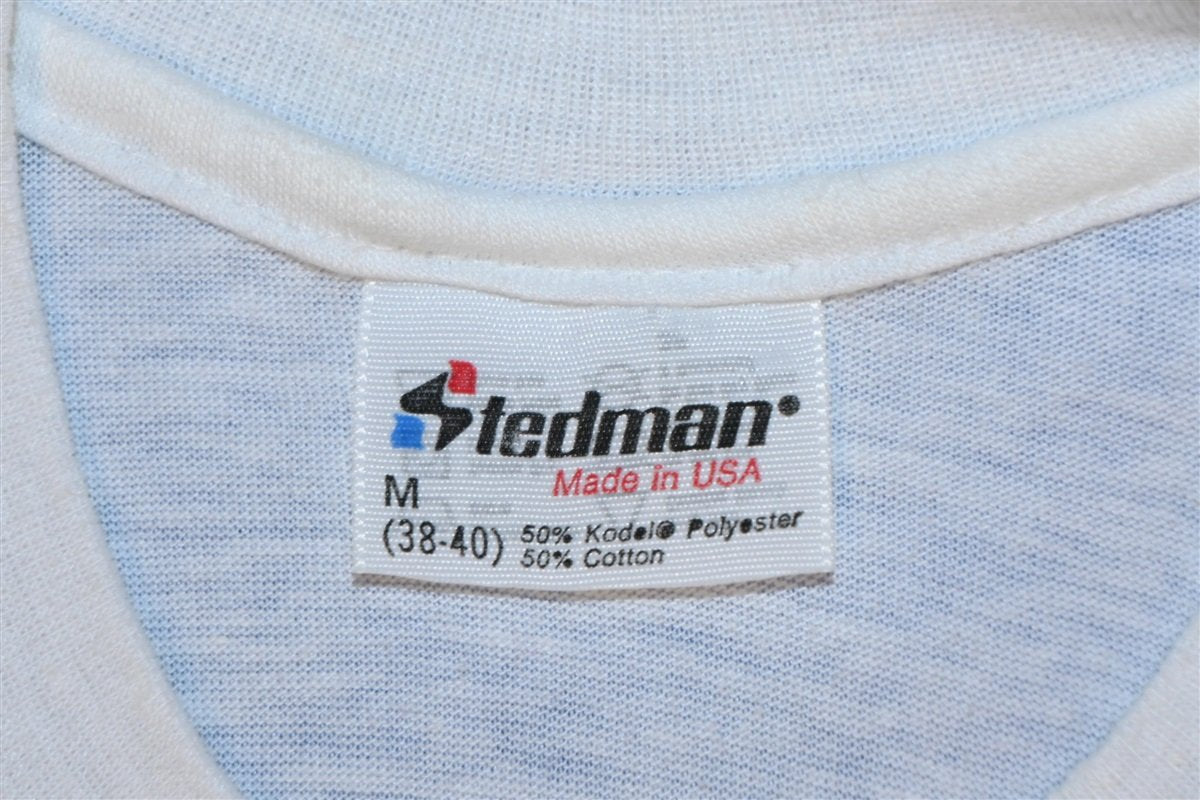 Stedman®
Made in USA
M
(38-40)
50% Kodel® Polyester
50% Cotton